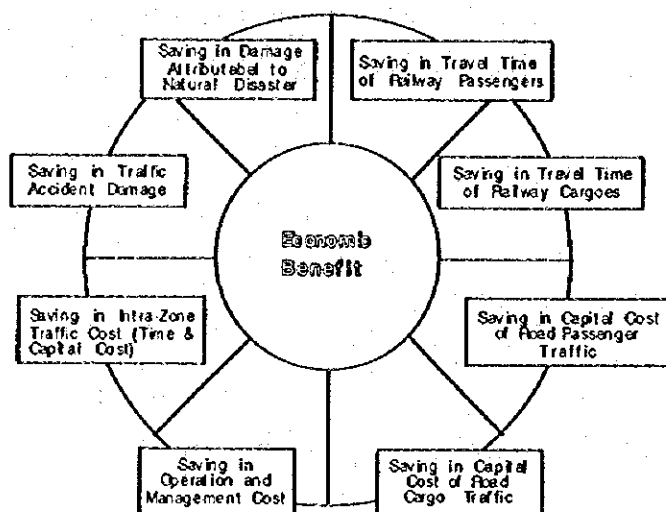 Saving in Damage
Attributebel to
Natural Disaster
Saving in Travel Time
of Railway Passengers
Saving in Traffic
Accident Damage
Saving in Travel Time
of Railway Cargoes
Economic
Benefit
Saving in Intra-Zone
Traffic Cost (Time &
Capital Cost)
Saving in Capital Cost
of Road Passenger
Traffic
Saving in
Operation and
Management Cost
Saving in Capital
Cost of Road
Cargo Traffic